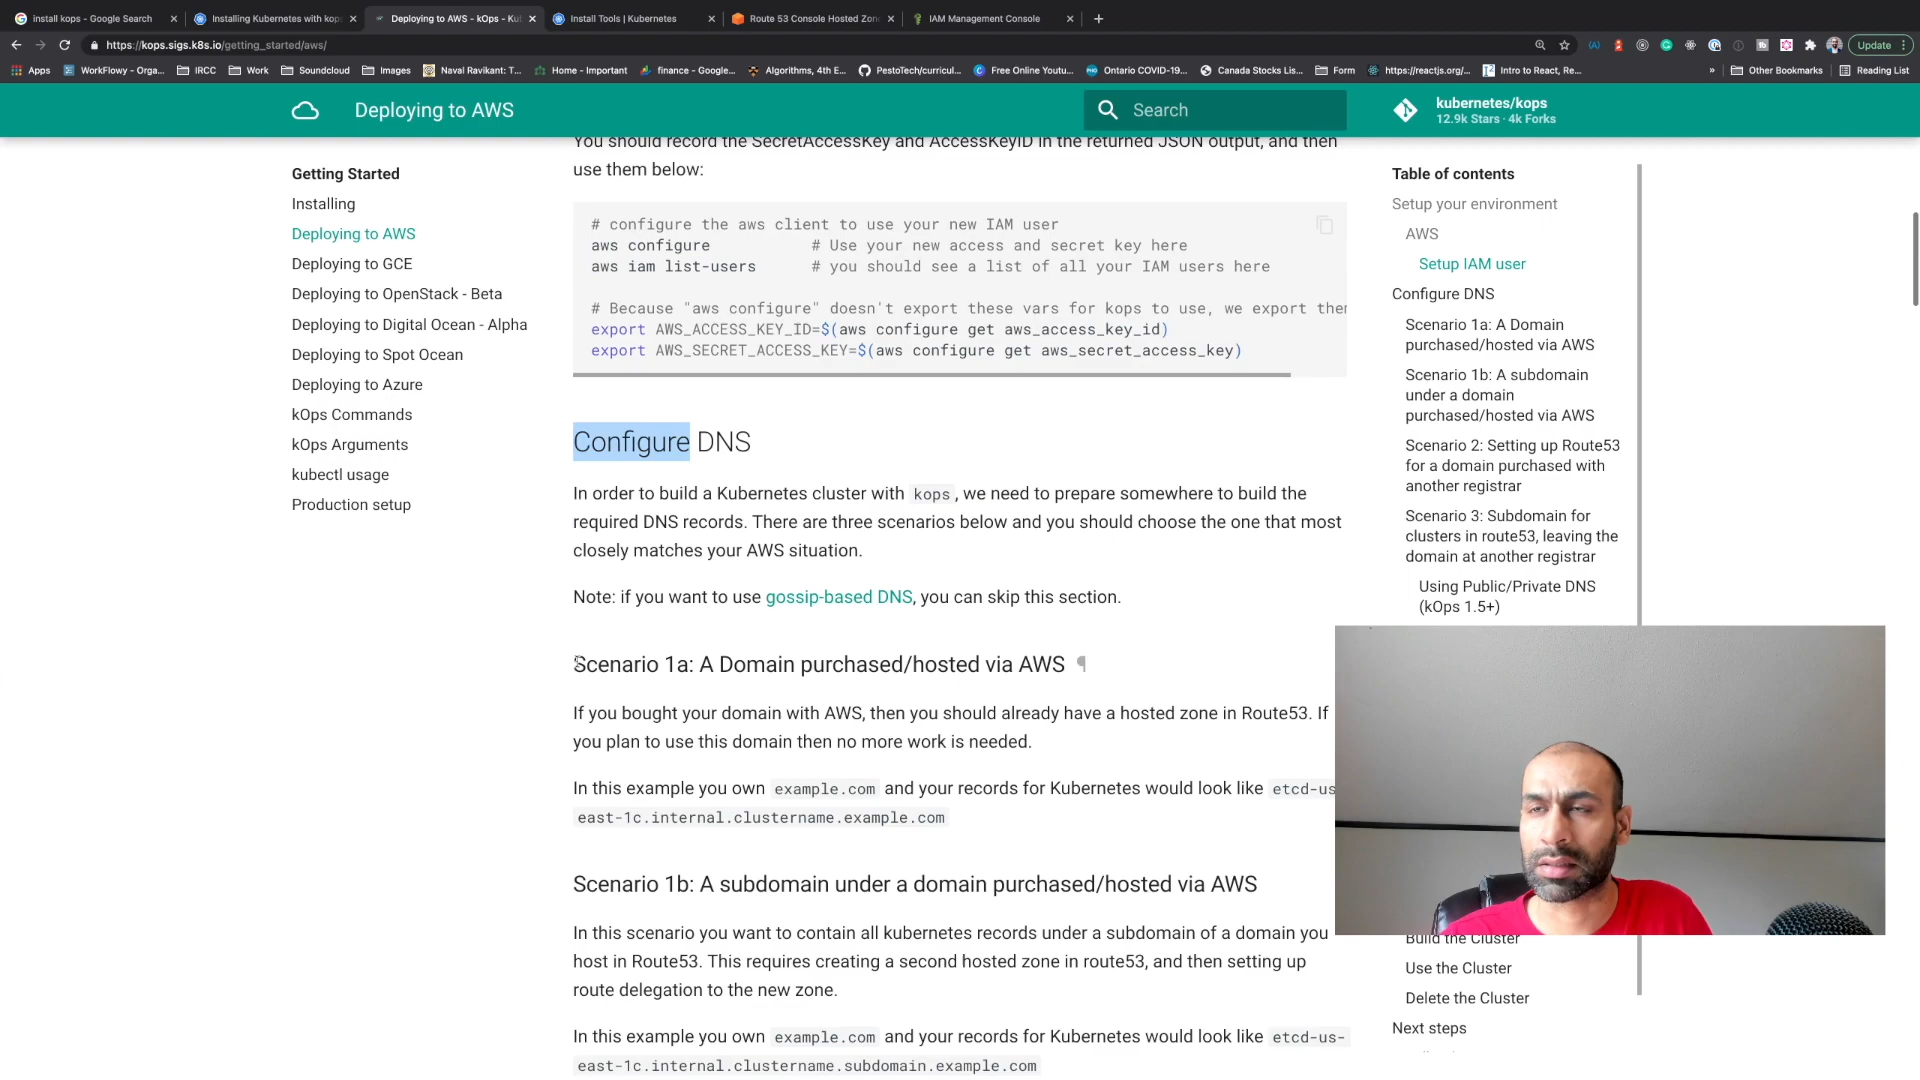 install kops - Google Search
Installing Kubernetes with kop
Deploying to AWS - kOps - Ku
Install Tools | Kubernetes
Route 53 Console Hosted Zon
IAM Management Console
https://kops.sigs.k8s.io/getting_started/aws/
Update
Apps
WorkFlowy - Orga...
IRCC
Work
Soundcloud
Images
Naval Ravikant: T...
Home - Important
finance - Google...
Algorithms, 4th E...
PestoTech/curricul...
Free Online Youtu...
Ontario COVID-19...
Canada Stocks Lis...
Form
https://reactjs.org/...
Intro to React, Re...
»
Other Bookmarks
Reading List
Deploying to AWS
Search
kubernetes/kops
12.9k Stars · 4k Forks
Getting Started
Installing
Deploying to AWS
Deploying to GCE
Deploying to OpenStack - Beta
Deploying to Digital Ocean - Alpha
Deploying to Spot Ocean
Deploying to Azure
kOps Commands
kOps Arguments
kubectl usage
Production setup
You should record the SecretAccessKey and AccessKeyID in the returned JSON output, and then
use them below:
# configure the aws client to use your new IAM user
aws configure # Use your new access and secret key here
aws iam list-users # you should see a list of all your IAM users here
# Because "aws configure" doesn't export these vars for kops to use, we export them
export AWS_ACCESS_KEY_ID=$(aws configure get aws_access_key_id)
export AWS_SECRET_ACCESS_KEY=$(aws configure get aws_secret_access_key)
Configure DNS
In order to build a Kubernetes cluster with kops, we need to prepare somewhere to build the
required DNS records. There are three scenarios below and you should choose the one that most
closely matches your AWS situation.
Note: if you want to use gossip-based DNS, you can skip this section.
Scenario 1a: A Domain purchased/hosted via AWS ¶
If you bought your domain with AWS, then you should already have a hosted zone in Route53. If
you plan to use this domain then no more work is needed.
In this example you own example.com and your records for Kubernetes would look like etcd-us
east-1c.internal.clustername.example.com
Scenario 1b: A subdomain under a domain purchased/hosted via AWS
In this scenario you want to contain all kubernetes records under a subdomain of a domain you
host in Route53. This requires creating a second hosted zone in route53, and then setting up
route delegation to the new zone.
In this example you own example.com and your records for Kubernetes would look like etcd-us-
east-1c.internal.clustername.subdomain.example.com
Table of contents
Setup your environment
AWS
Setup IAM user
Configure DNS
Scenario 1a: A Domain
purchased/hosted via AWS
Scenario 1b: A subdomain
under a domain
purchased/hosted via AWS
Scenario 2: Setting up Route53
for a domain purchased with
another registrar
Scenario 3: Subdomain for
clusters in route53, leaving the
domain at another registrar
Using Public/Private DNS
(kOps 1.5+)
Build the Cluster
Use the Cluster
Delete the Cluster
Next steps